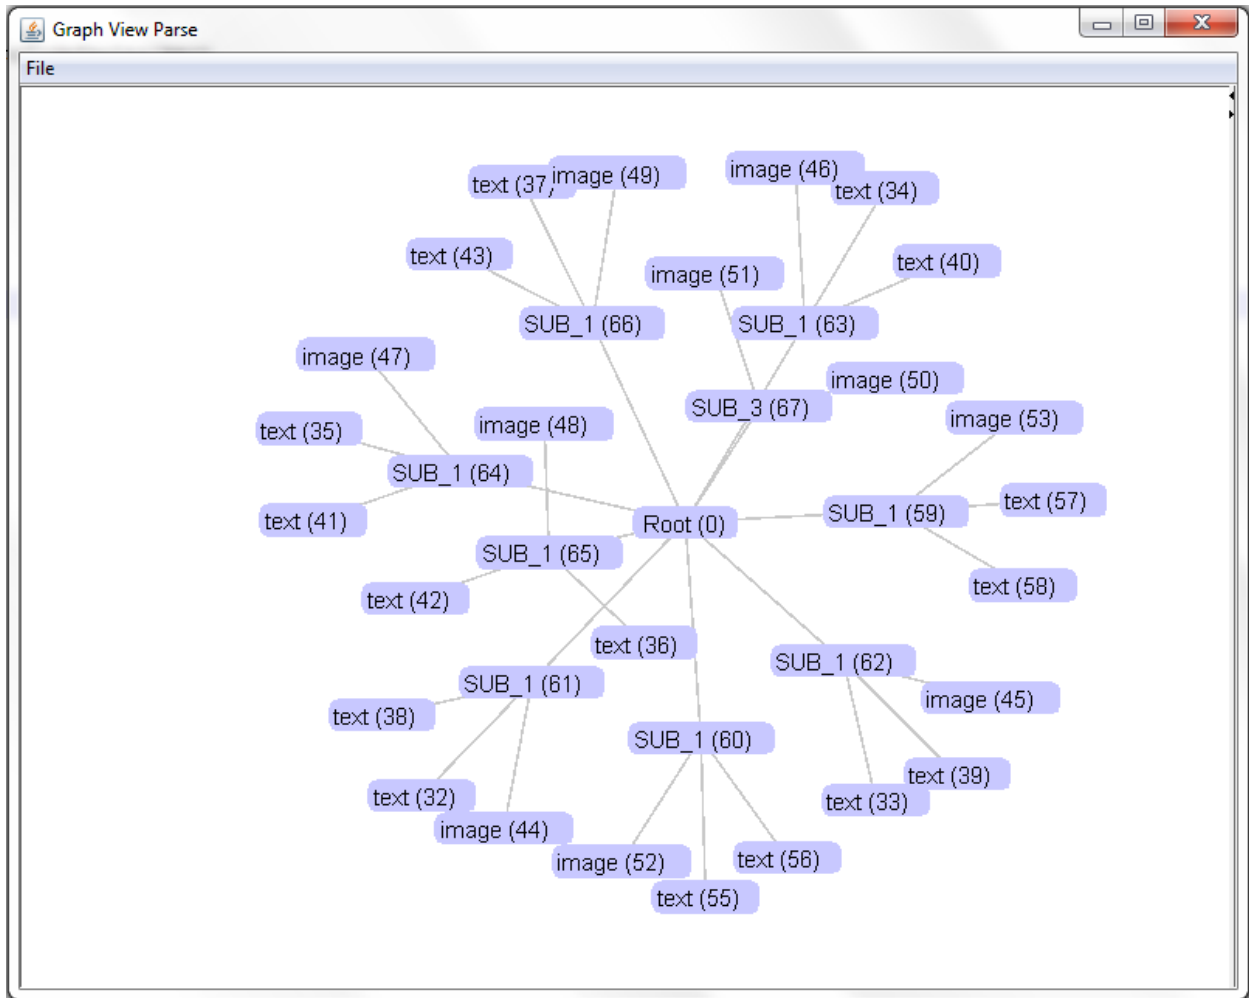 Graph View Parse
File
image (46)
image (49)
text (37)
text (34)
text (43)
text (40)
image (51)
SUB_1 (66)
SUB_1 (63)
image (47)
image (50)
SUB_3 (67)
image (53)
image (48)
text (35)
SUB_1 (64)
text (57)
SUB_1 (59)
text (41)
Root (0)
SUB_1 (65)
text (58)
text (42)
text (36)
SUB_1 (62)
SUB_1 (61)
image (45)
text (38)
SUB_1 (60)
text (39)
text (32)
text (33)
image (44)
text (56)
image (52)
text (55)